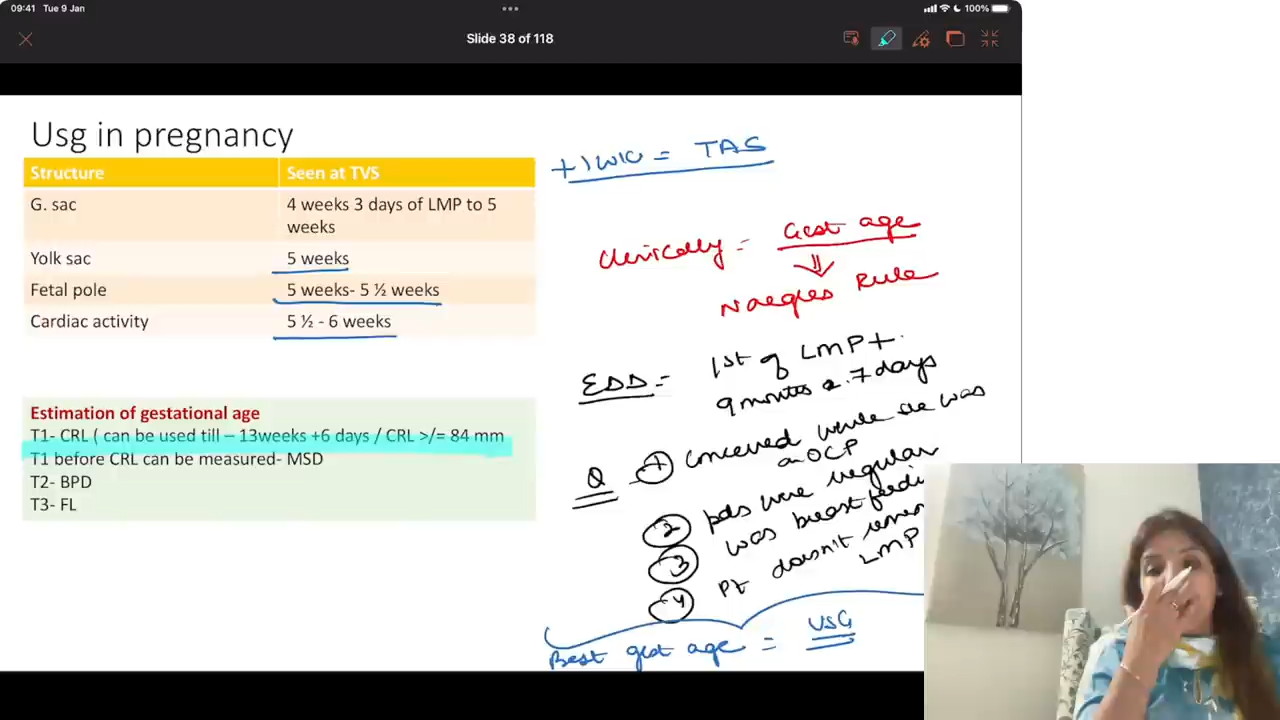 09:41 Tue 9 Jan
100%
Slide 38 of 118
Usg in pregnancy
Structure Seen at TVS
G. sac 4 weeks 3 days of LMP to 5
weeks
Yolk sac 5 weeks
Fetal pole 5 weeks- 5 ½ weeks
Cardiac activity 5 ½ - 6 weeks
Estimation of gestational age
T1- CRL ( can be used till – 13weeks +6 days / CRL >/= 84 mm
T1 before CRL can be measured- MSD
T2- BPD
T3- FL
+1 wk = TAS
Clinically = Gest age
⇓
Naegles Rule
EDD = 1st of LMP +
9 months & 7 days
Q 1 conceived while she was
on OCP
2 pds were irregular
3 was breast feedi
4 Pt doesn't remem
LMP
Best gest age = USG